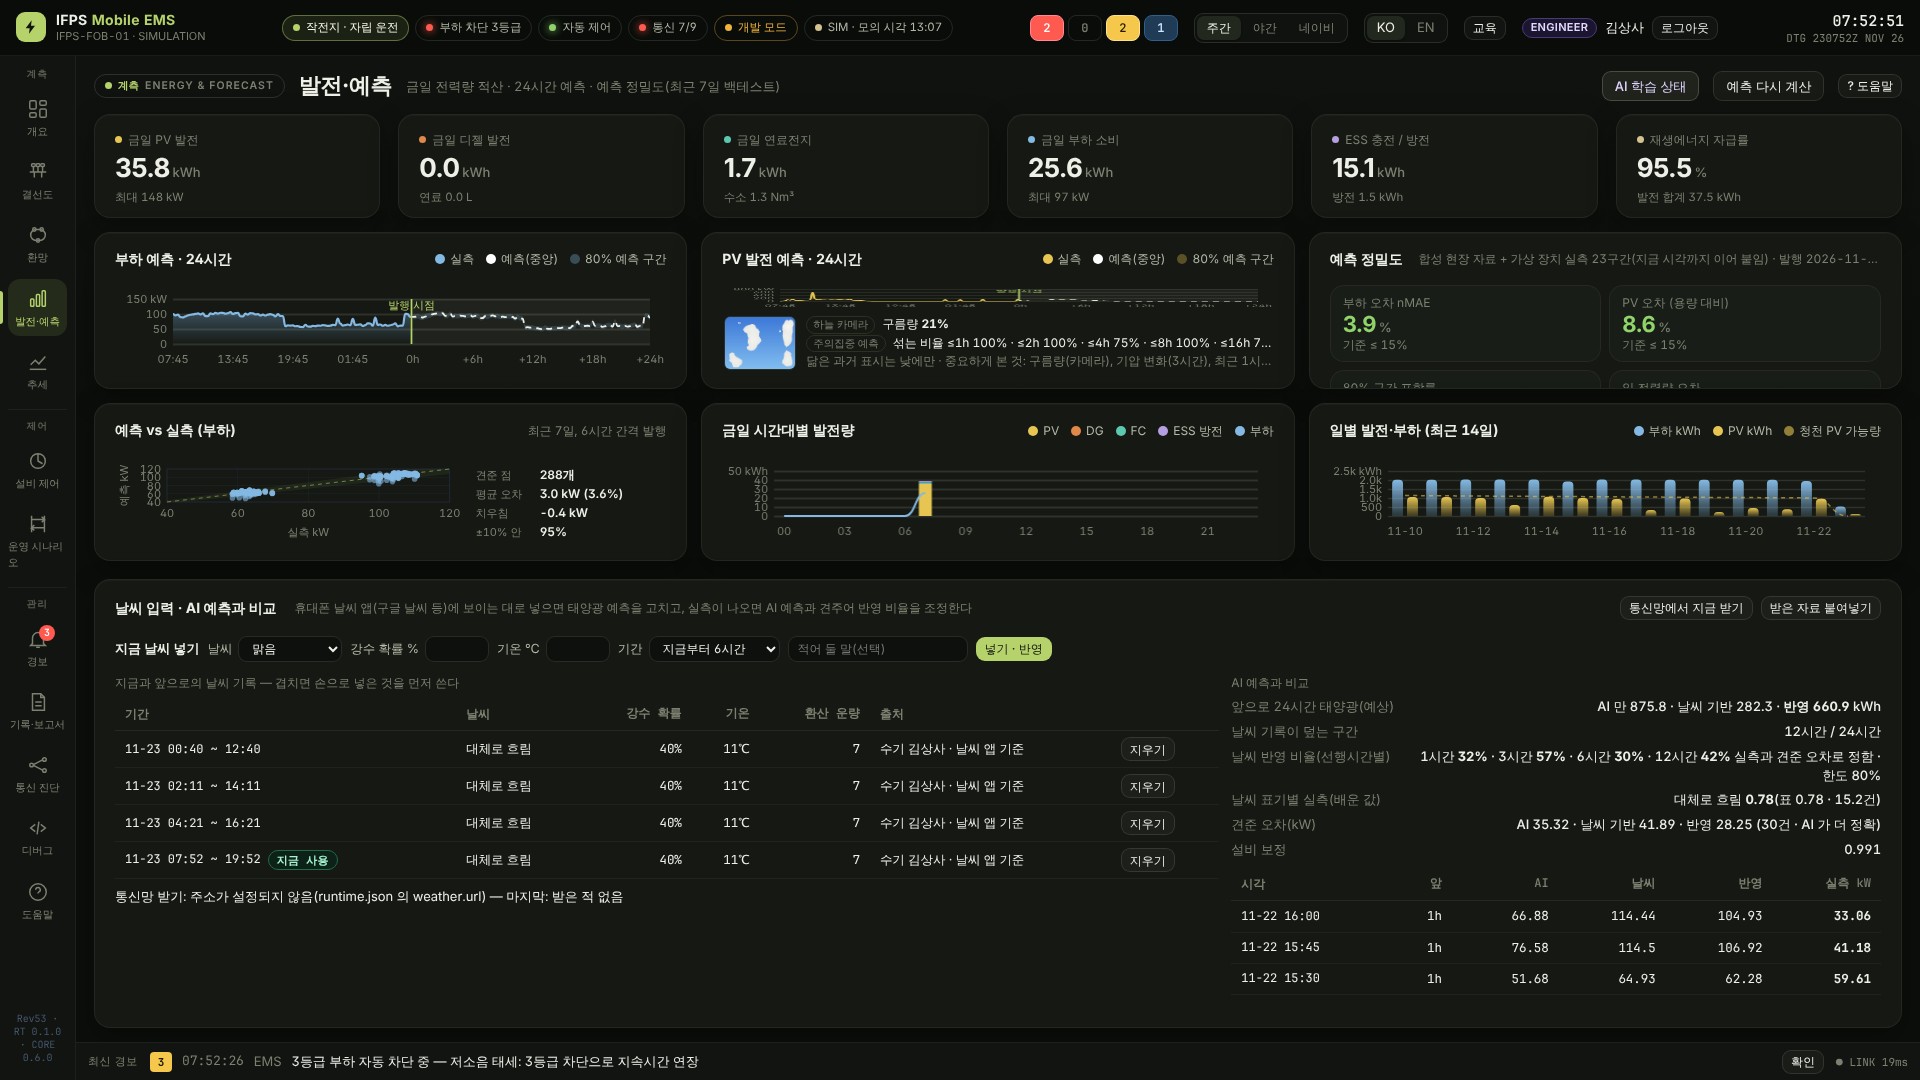 IFPS Mobile EMS
IFPS-FOB-01 · SIMULATION
작전지 · 자립 운전
부하 차단 3등급
자동 제어
통신 7/9
개발 모드
SIM · 모의 시각 13:07
2 0 2 1
주간 야간 네이비
KO EN
교육
ENGINEER 김상사 로그아웃
07:52:51
DTG 230752Z NOV 26
계측
개요
결선도
환망
발전·예측
추세
제어
설비 제어
운영 시나리오
관리
3
경보
기록·보고서
통신 진단
디버그
도움말
Rev53 · RT 0.1.0 · CORE 0.6.0
계측 ENERGY & FORECAST
발전·예측
금일 전력량 적산 · 24시간 예측 · 예측 정밀도(최근 7일 백테스트)
AI 학습 상태
예측 다시 계산
? 도움말
금일 PV 발전
35.8 kWh
최대 148 kW
금일 디젤 발전
0.0 kWh
연료 0.0 L
금일 연료전지
1.7 kWh
수소 1.3 Nm³
금일 부하 소비
25.6 kWh
최대 97 kW
ESS 충전 / 방전
15.1 kWh
방전 1.5 kWh
재생에너지 자급률
95.5 %
발전 합계 37.5 kWh
부하 예측 · 24시간
실측 예측(중앙) 80% 예측 구간
발행 시점
150 kW
100
50
0
07:45 13:45 19:45 01:45 0h +6h +12h +18h +24h
PV 발전 예측 · 24시간
실측 예측(중앙) 80% 예측 구간
하늘 카메라 구름량 21%
주의집중 예측 섞는 비율 ≤1h 100% · ≤2h 100% · ≤4h 75% · ≤8h 100% · ≤16h 7...
닮은 과거 표시는 낮에만 · 중요하게 본 것: 구름량(카메라), 기압 변화(3시간), 최근 1시...
예측 정밀도
합성 현장 자료 + 가상 장치 실측 23구간(지금 시각까지 이어 붙임) · 발행 2026-11-...
부하 오차 nMAE
3.9 %
기준 ≤ 15%
PV 오차 (용량 대비)
8.6 %
기준 ≤ 15%
예측 vs 실측 (부하)
최근 7일, 6시간 간격 발행
예측 kW
120
100
80
60
40
40 60 80 100 120
실측 kW
견준 점 288개
평균 오차 3.0 kW (3.6%)
치우침 -0.4 kW
±10% 안 95%
금일 시간대별 발전량
PV DG FC ESS 방전 부하
50 kWh
40
30
20
10
0
00 03 06 09 12 15 18 21
일별 발전·부하 (최근 14일)
부하 kWh PV kWh 청천 PV 가능량
2.5k kWh
2.0k
1.5k
1.0k
500
0
11-10 11-12 11-14 11-16 11-18 11-20 11-22
날씨 입력 · AI 예측과 비교
휴대폰 날씨 앱(구글 날씨 등)에 보이는 대로 넣으면 태양광 예측을 고치고, 실측이 나오면 AI 예측과 견주어 반영 비율을 조정한다
통신망에서 지금 받기
받은 자료 붙여넣기
지금 날씨 넣기 날씨 맑음 강수 확률 % 기온 ℃ 기간 지금부터 6시간 적어 둘 말(선택) 넣기 · 반영
지금과 앞으로의 날씨 기록 — 겹치면 손으로 넣은 것을 먼저 쓴다
기간 날씨 강수 확률 기온 환산 운량 출처
11-23 00:40 ~ 12:40 대체로 흐림 40% 11℃ 7 수기 김상사 · 날씨 앱 기준 지우기
11-23 02:11 ~ 14:11 대체로 흐림 40% 11℃ 7 수기 김상사 · 날씨 앱 기준 지우기
11-23 04:21 ~ 16:21 대체로 흐림 40% 11℃ 7 수기 김상사 · 날씨 앱 기준 지우기
11-23 07:52 ~ 19:52 지금 사용 대체로 흐림 40% 11℃ 7 수기 김상사 · 날씨 앱 기준 지우기
통신망 받기: 주소가 설정되지 않음(runtime.json 의 weather.url) — 마지막: 받은 적 없음
AI 예측과 비교
앞으로 24시간 태양광(예상) AI 만 875.8 · 날씨 기반 282.3 · 반영 660.9 kWh
날씨 기록이 덮는 구간 12시간 / 24시간
날씨 반영 비율(선행시간별) 1시간 32% · 3시간 57% · 6시간 30% · 12시간 42% 실측과 견준 오차로 정함 ·
한도 80%
날씨 표기별 실측(배운 값) 대체로 흐림 0.78(표 0.78 · 15.2건)
견준 오차(kW) AI 35.32 · 날씨 기반 41.89 · 반영 28.25 (30건 · AI 가 더 정확)
설비 보정 0.991
시각 앞 AI 날씨 반영 실측 kW
11-22 16:00 1h 66.88 114.44 104.93 33.06
11-22 15:45 1h 76.58 114.5 106.92 41.18
11-22 15:30 1h 51.68 64.93 62.28 59.61
최신 경보 3 07:52:26 EMS 3등급 부하 자동 차단 중 — 저소음 태세: 3등급 차단으로 지속시간 연장
확인
LINK 19ms